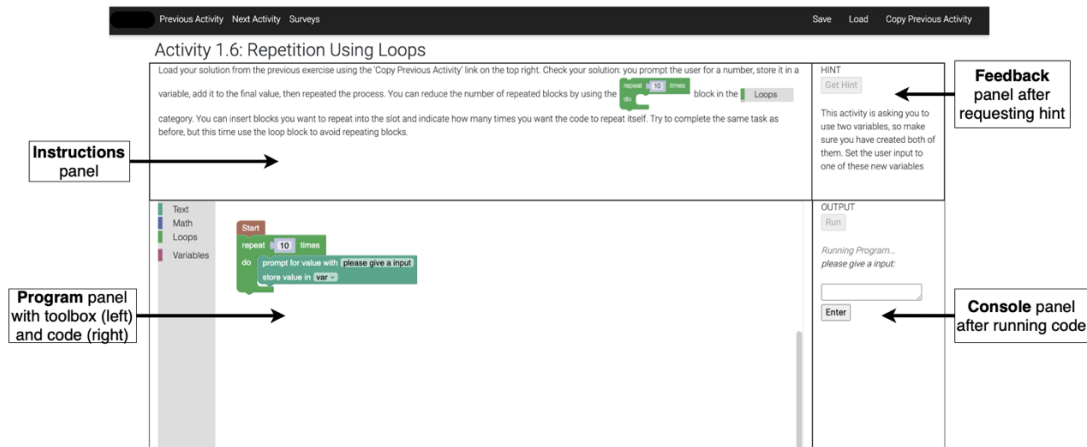 Previous Activity Next Activity Surveys Save Load Copy Previous Activity
Activity 1.6: Repetition Using Loops
Load your solution from the previous exercise using the 'Copy Previous Activity' link on the top right. Check your solution: you prompt the user for a number, store it in a
variable, add it to the final value, then repeated the process. You can reduce the number of repeated blocks by using the repeat 10 times do block in the Loops
category. You can insert blocks you want to repeat into the slot and indicate how many times you want the code to repeat itself. Try to complete the same task as
before, but this time use the loop block to avoid repeating blocks.
HINT
Get Hint
This activity is asking you to
use two variables, so make
sure you have created both of
them. Set the user input to
one of these new variables
Feedback
panel after
requesting hint
Instructions
panel
Text
Math
Loops
Variables
Start
repeat 10 times
do prompt for value with please give a input
store value in var
OUTPUT
Run
Running Program...
please give a input:
Enter
Program panel
with toolbox (left)
and code (right)
Console panel
after running code